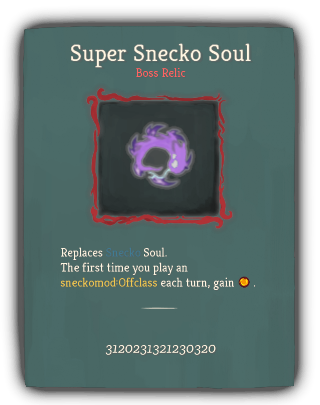 Super Snecko Soul
Boss Relic
Replaces Snecko Soul.
The first time you play an
sneckomod:Offclass each turn, gain .
3120231321230320